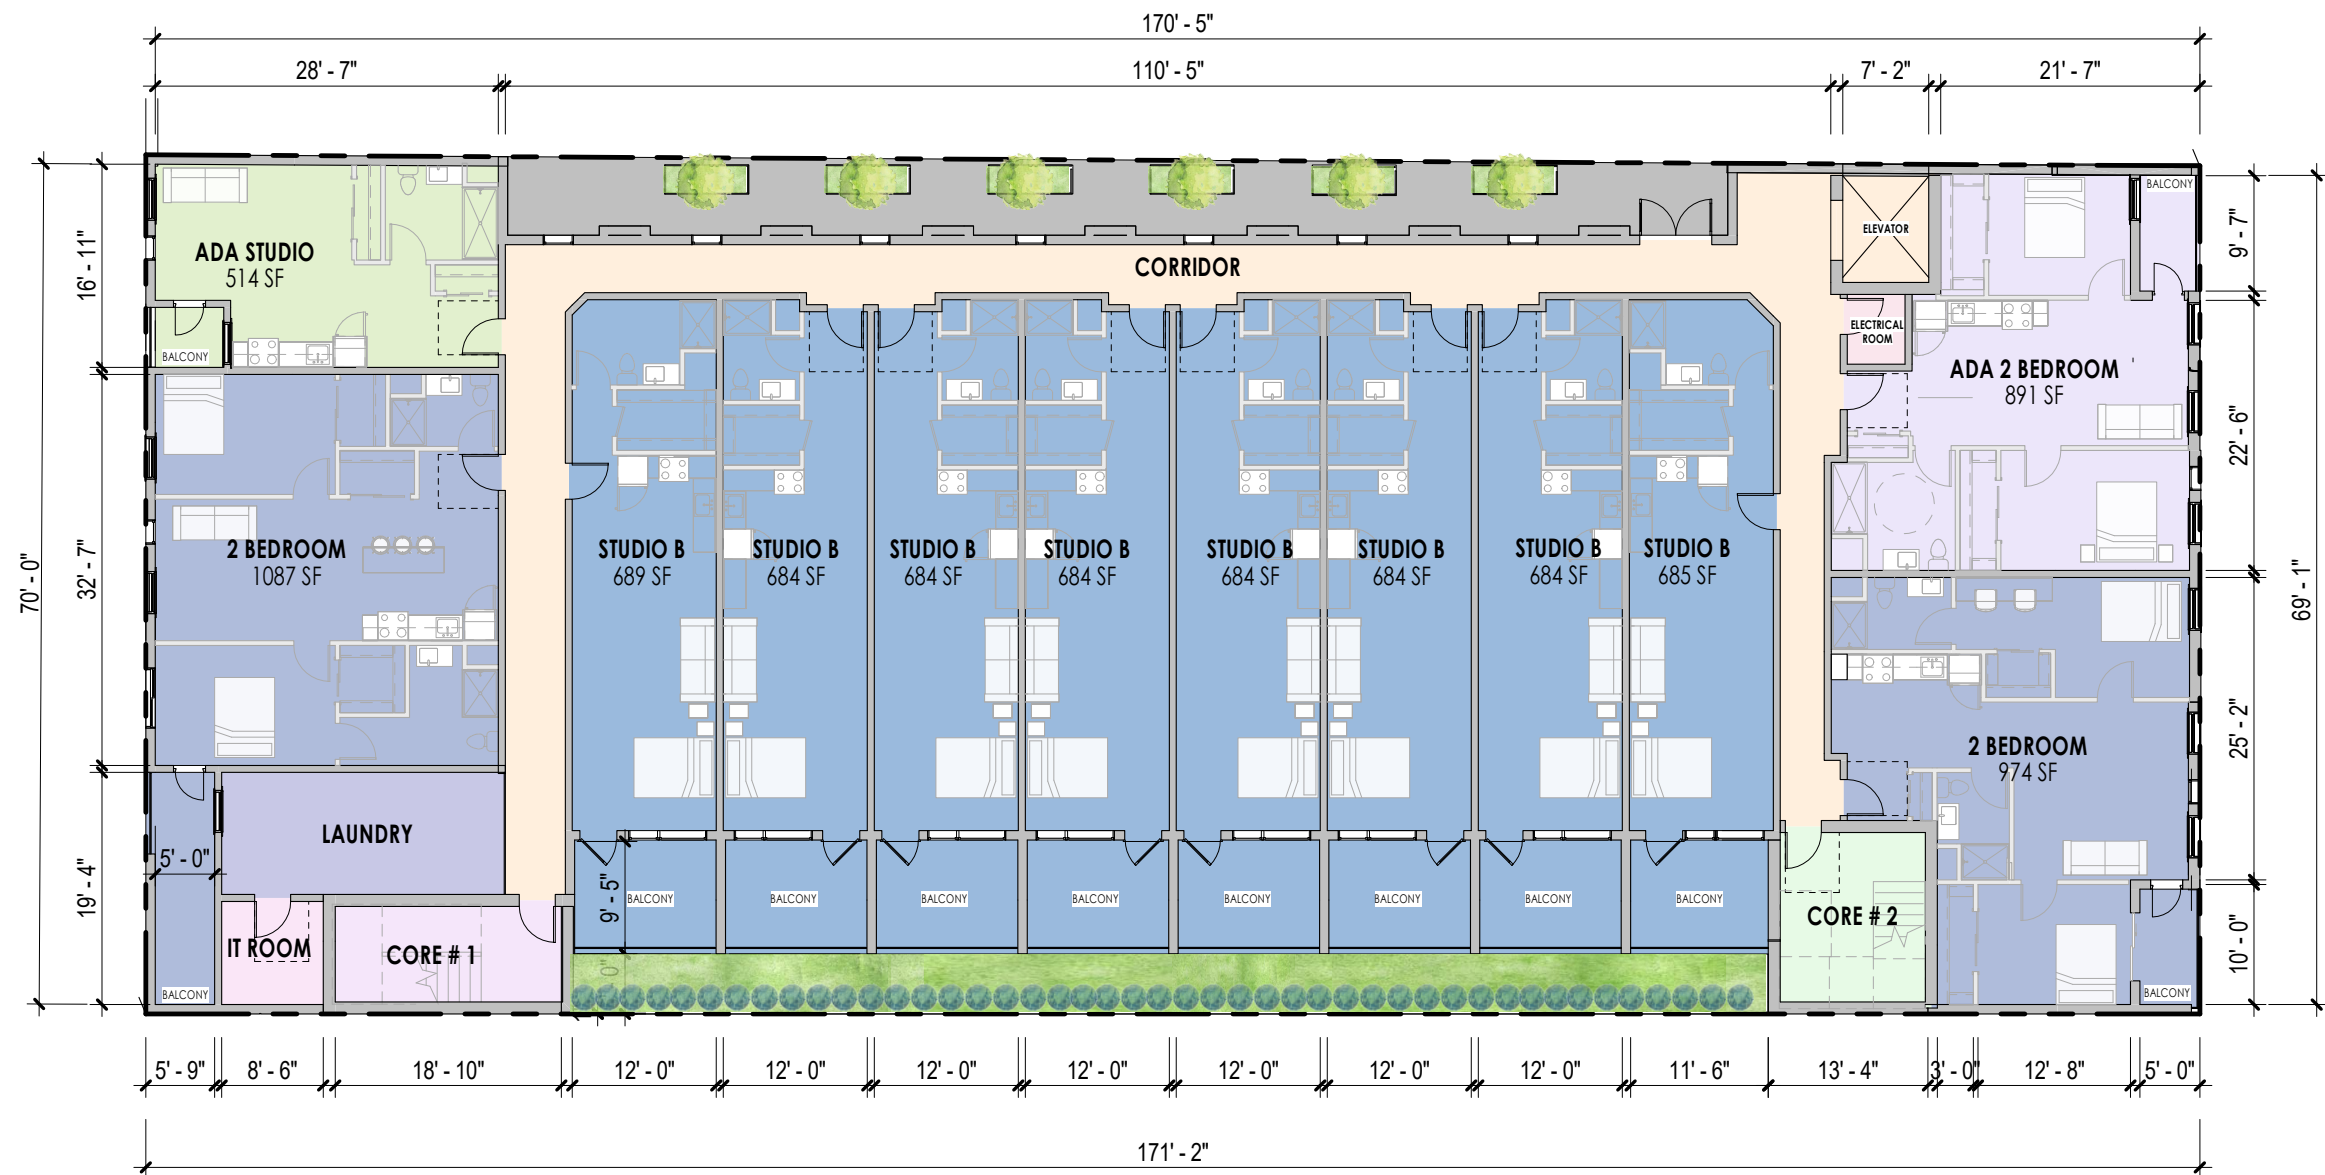 170' - 5"
28' - 7"
110' - 5"
7' - 2"
21' - 7"
BALCONY
ELEVATOR
9' - 7"
ADA STUDIO
514 SF
16' - 11"
CORRIDOR
ELECTRICAL
ROOM
BALCONY
ADA 2 BEDROOM
891 SF
22' - 6"
2 BEDROOM
1087 SF
32' - 7"
70' - 0"
STUDIO B
689 SF
STUDIO B
684 SF
STUDIO B
684 SF
STUDIO B
684 SF
STUDIO B
684 SF
STUDIO B
684 SF
STUDIO B
684 SF
STUDIO B
685 SF
69' - 1"
2 BEDROOM
974 SF
25' - 2"
LAUNDRY
5' - 0"
19' - 4"
9' - 5"
BALCONY
BALCONY
BALCONY
BALCONY
BALCONY
BALCONY
BALCONY
BALCONY
CORE # 2
IT ROOM
CORE # 1
10' - 0"
BALCONY
BALCONY
5' - 9"
8' - 6"
18' - 10"
12' - 0"
12' - 0"
12' - 0"
12' - 0"
12' - 0"
12' - 0"
12' - 0"
11' - 6"
13' - 4"
3' - 0"
12' - 8"
5' - 0"
171' - 2"